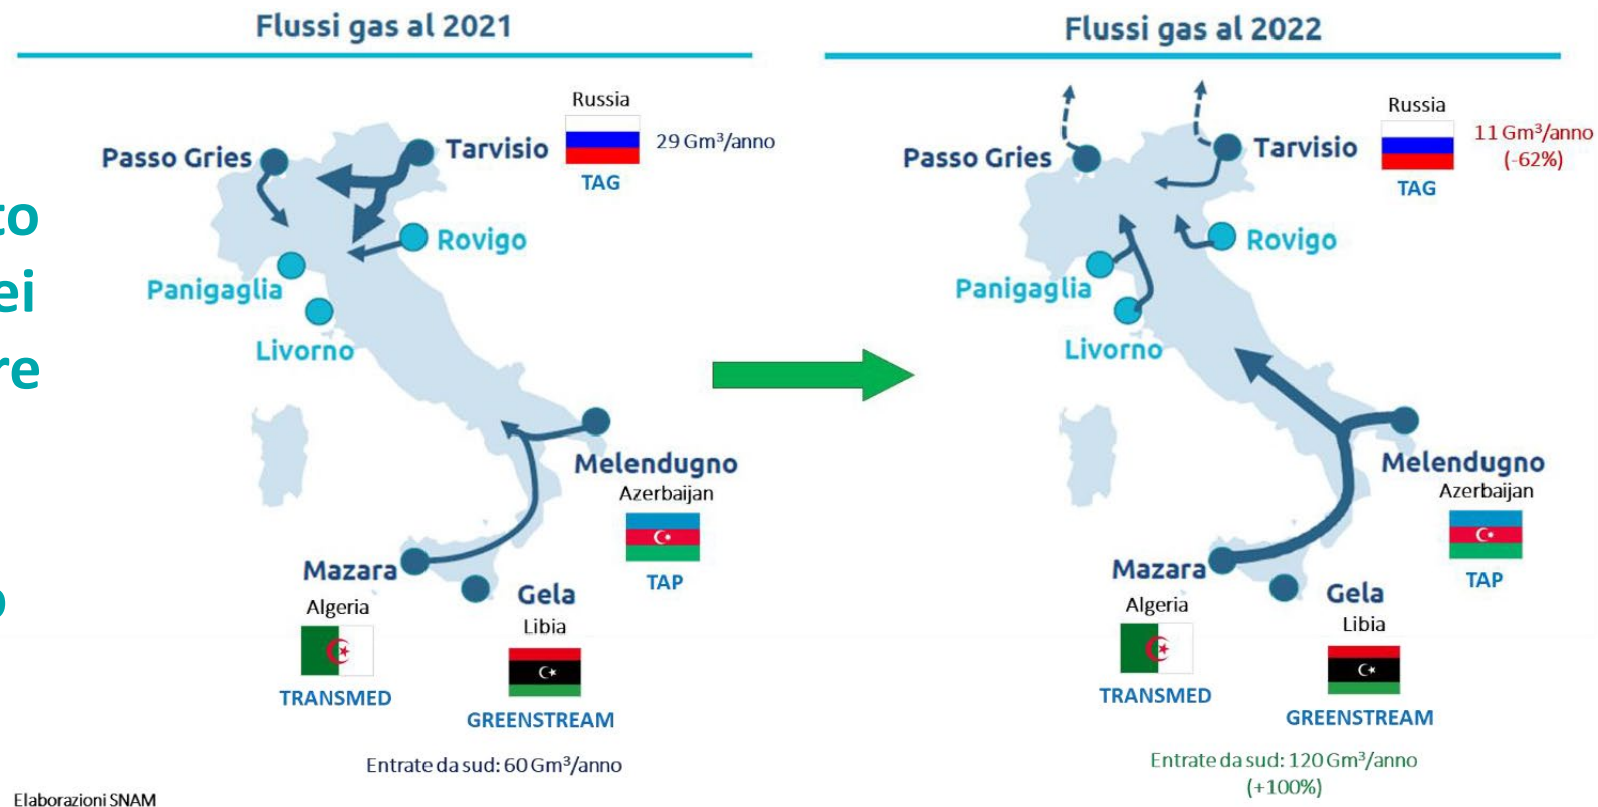 Flussi gas al 2021
Russia
Passo Gries
Tarvisio
29 Gm³/anno
TAG
Rovigo
Panigaglia
Livorno
Melendugno
Azerbaijan
TAP
Mazara
Algeria
TRANSMED
Gela
Libia
GREENSTREAM
Entrate da sud: 60 Gm³/anno
Flussi gas al 2022
Russia
Passo Gries
Tarvisio
11 Gm³/anno
(-62%)
TAG
Rovigo
Panigaglia
Livorno
Melendugno
Azerbaijan
TAP
Mazara
Algeria
TRANSMED
Gela
Libia
GREENSTREAM
Entrate da sud: 120 Gm³/anno
(+100%)
Elaborazioni SNAM